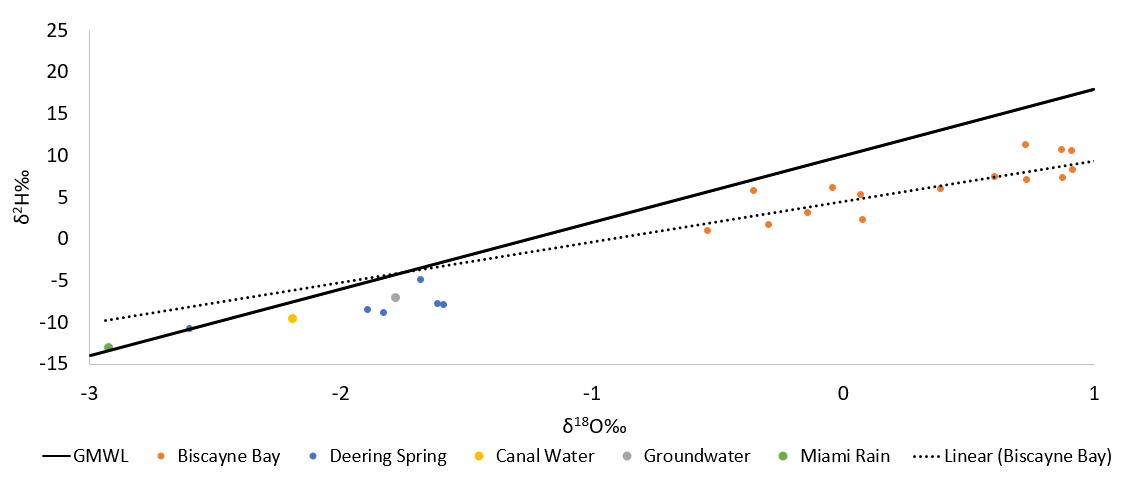 25
20
15
10
5
0
-5
-10
-15
δ²H‰
-3 -2 -1 0 1
δ¹⁸O‰
GMWL Biscayne Bay Deering Spring Canal Water Groundwater Miami Rain Linear (Biscayne Bay)